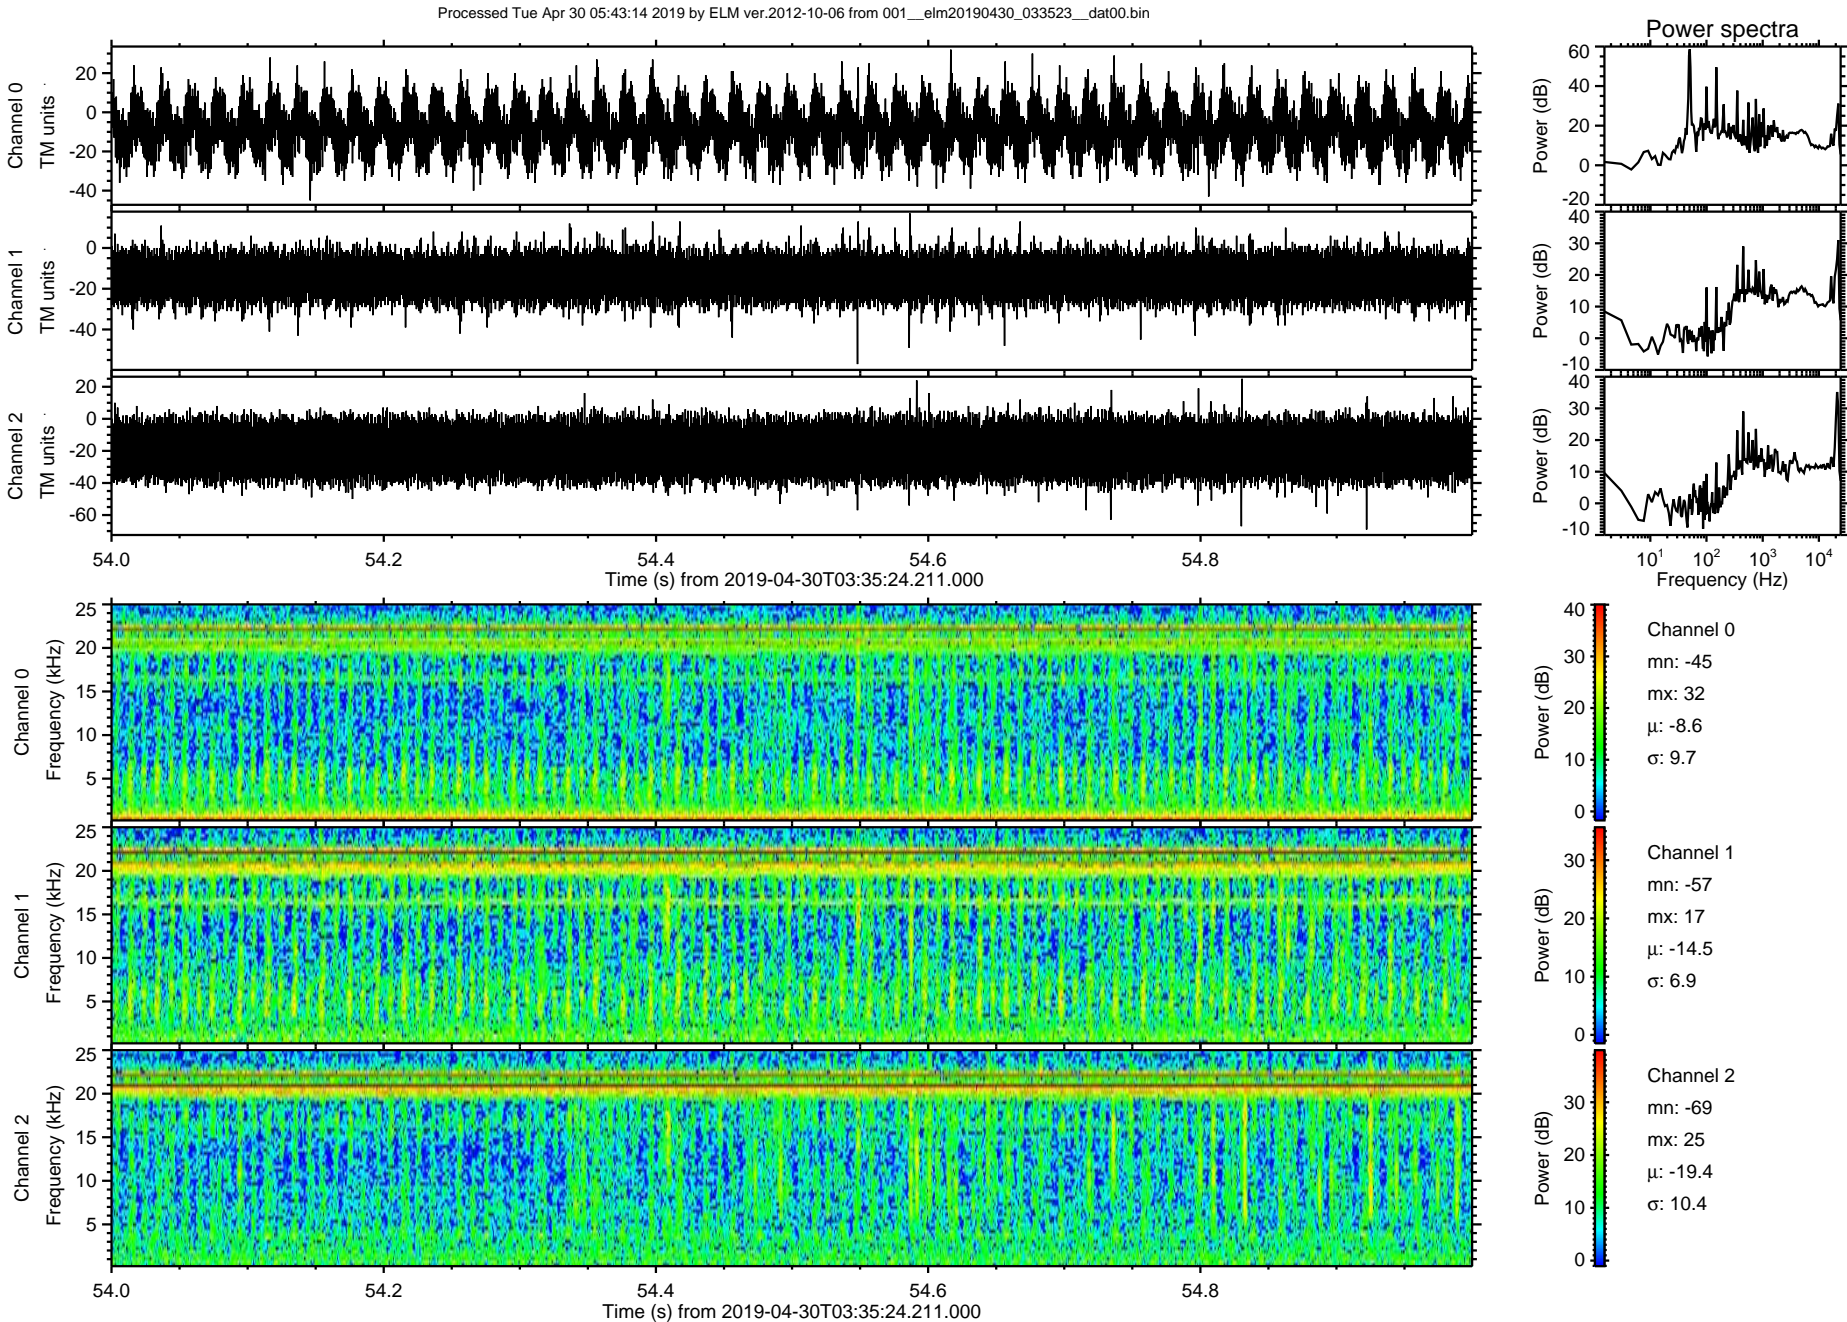 Processed Tue Apr 30 05:43:14 2019 by ELM ver.2012-10-06 from 001__elm20190430_033523__dat00.bin
Power spectra
Channel 0
TM units
20
0
-20
-40
Power (dB)
60
40
20
0
-20
Channel 1
TM units
0
-20
-40
Power (dB)
40
30
20
10
0
-10
Channel 2
TM units
20
0
-20
-40
-60
Power (dB)
40
30
20
10
0
-10
54.0 54.2 54.4 54.6 54.8
Time (s) from 2019-04-30T03:35:24.211.000
10¹ 10² 10³ 10⁴
Frequency (Hz)
Channel 0
Frequency (kHz)
25
20
15
10
5
Power (dB)
40
30
20
10
0
Channel 0
mn: -45
mx: 32
μ: -8.6
σ: 9.7
Channel 1
Frequency (kHz)
25
20
15
10
5
Power (dB)
30
20
10
0
Channel 1
mn: -57
mx: 17
μ: -14.5
σ: 6.9
Channel 2
Frequency (kHz)
25
20
15
10
5
Power (dB)
30
20
10
0
Channel 2
mn: -69
mx: 25
μ: -19.4
σ: 10.4
54.0 54.2 54.4 54.6 54.8
Time (s) from 2019-04-30T03:35:24.211.000